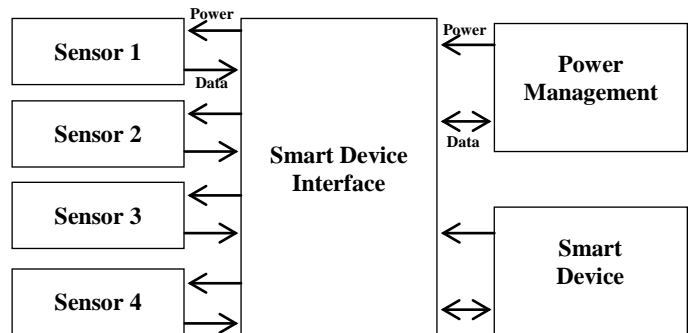 Power
Sensor 1
Data
Sensor 2
Sensor 3
Sensor 4
Smart Device
Interface
Power
Power
Management
Data
Smart
Device